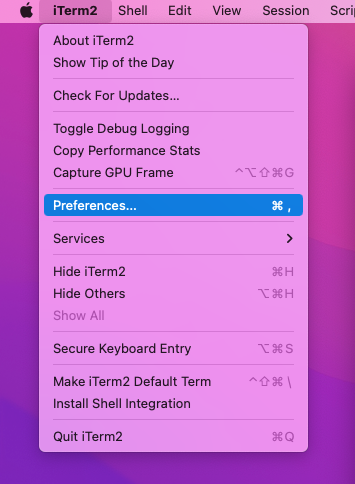 iTerm2 Shell Edit View Session Scri
About iTerm2
Show Tip of the Day
Check For Updates...
Toggle Debug Logging
Copy Performance Stats
Capture GPU Frame ^⌥⇧⌘G
Preferences... ⌘ ,
Services
Hide iTerm2 ⌘H
Hide Others ⌥⌘H
Show All
Secure Keyboard Entry ⌥⌘S
Make iTerm2 Default Term ^⇧⌘\
Install Shell Integration
Quit iTerm2 ⌘Q